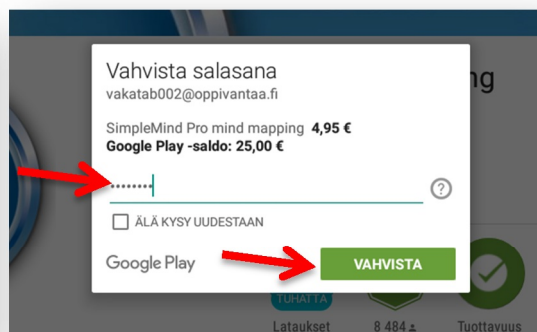 Vahvista salasana
ng
vakatab002@oppivantaa.fi
SimpleMind Pro mind mapping 4,95 €
Google Play -saldo: 25,00 €
••••••••
?
ÄLÄ KYSY UUDESTAAN
Google Play
VAHVISTA
TUHATTA
Lataukset
8 484
Tuottavuus